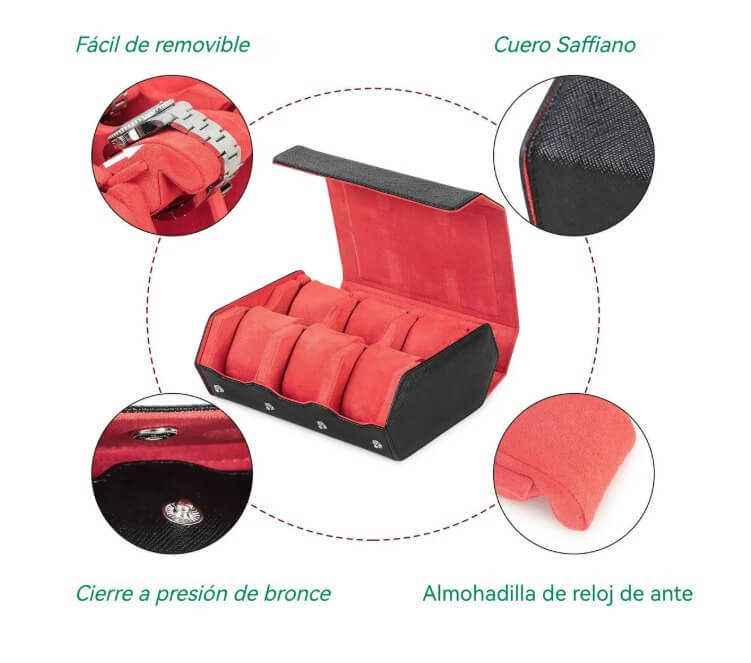 Fácil de removible
Cuero Saffiano
Cierre a presión de bronce
Almohadilla de reloj de ante